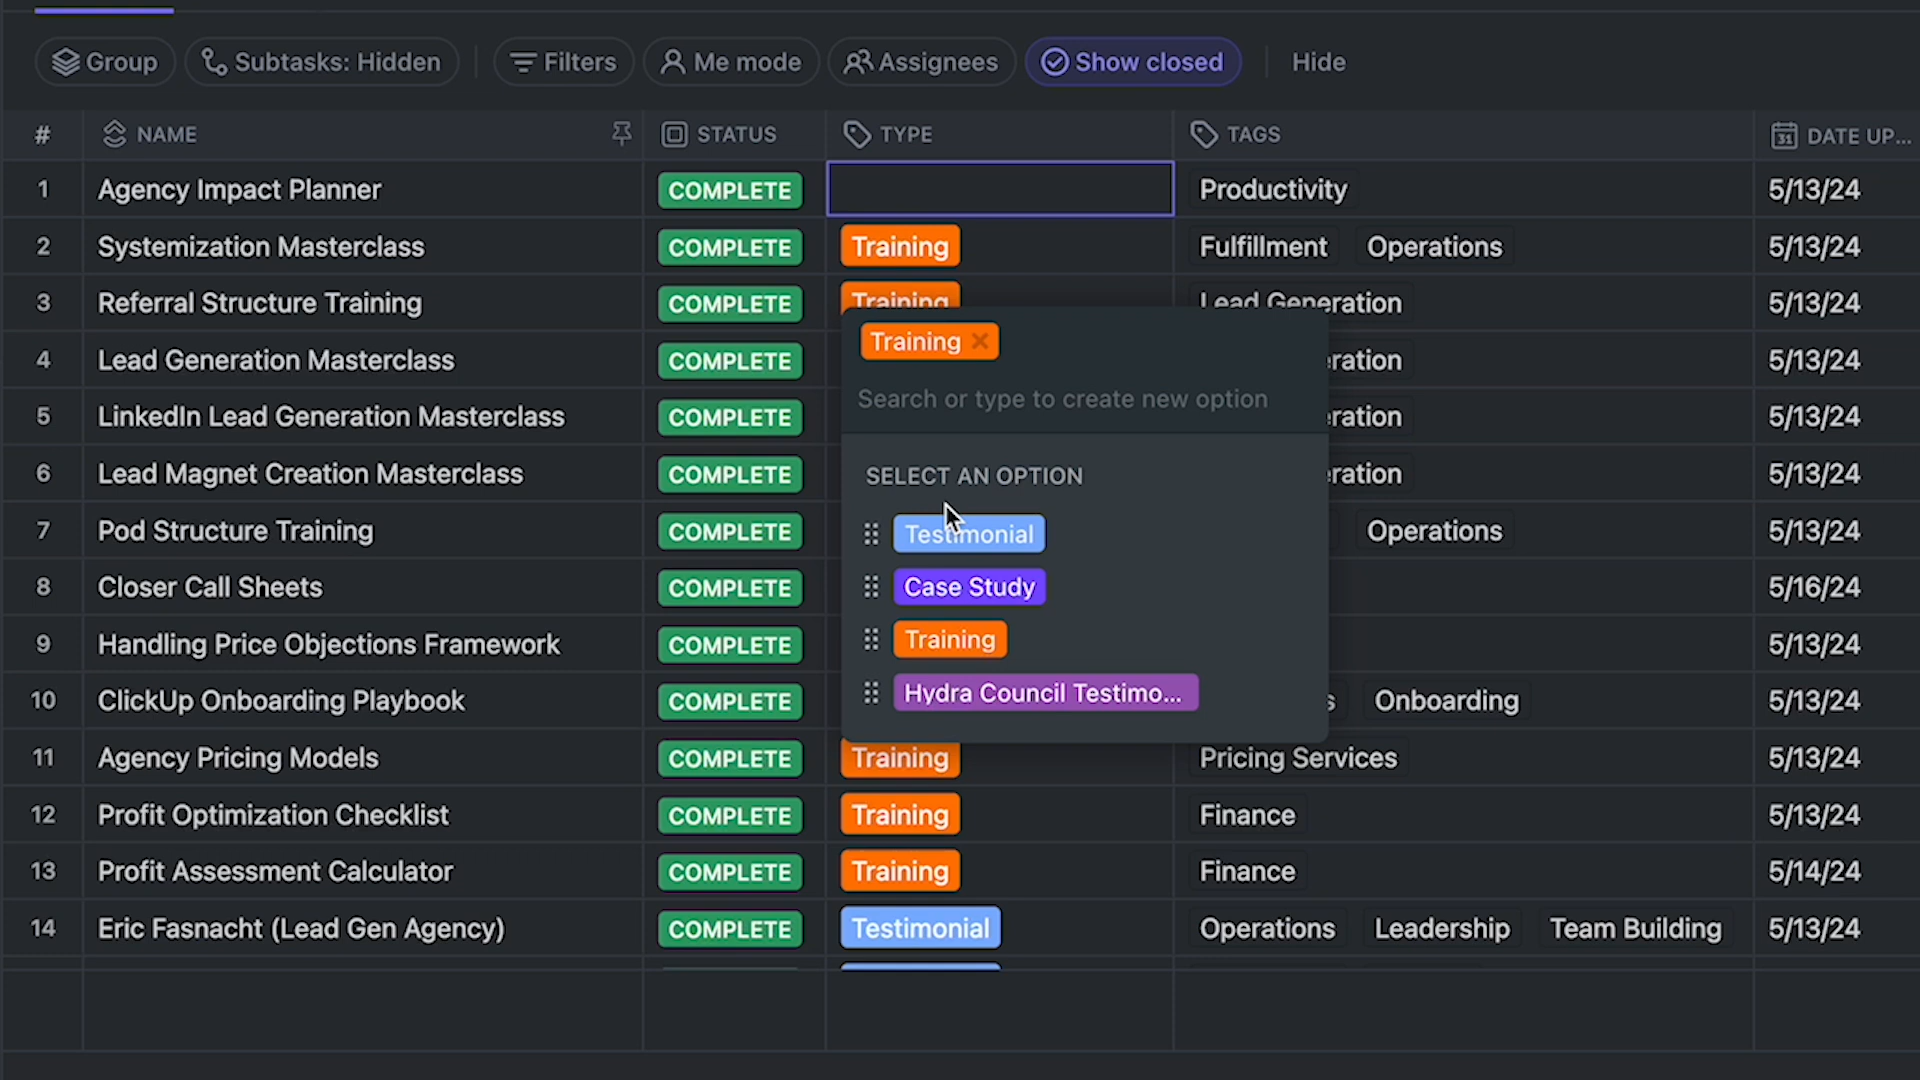 Group Subtasks: Hidden Filters Me mode Assignees Show closed Hide
# NAME STATUS TYPE TAGS 31 DATE UP...
1 Agency Impact Planner COMPLETE Productivity 5/13/24
2 Systemization Masterclass COMPLETE Training Fulfillment Operations 5/13/24
3 Referral Structure Training COMPLETE Training Lead Generation 5/13/24
Training ×
4 Lead Generation Masterclass COMPLETE eration 5/13/24
Search or type to create new option
5 LinkedIn Lead Generation Masterclass COMPLETE eration 5/13/24
6 Lead Magnet Creation Masterclass COMPLETE eration 5/13/24
SELECT AN OPTION
7 Pod Structure Training COMPLETE Operations 5/13/24
Testimonial
8 Closer Call Sheets COMPLETE 5/16/24
Case Study
9 Handling Price Objections Framework COMPLETE 5/13/24
Training
10 ClickUp Onboarding Playbook COMPLETE s Onboarding 5/13/24
Hydra Council Testimo...
11 Agency Pricing Models COMPLETE Training Pricing Services 5/13/24
12 Profit Optimization Checklist COMPLETE Training Finance 5/13/24
13 Profit Assessment Calculator COMPLETE Training Finance 5/14/24
14 Eric Fasnacht (Lead Gen Agency) COMPLETE Testimonial Operations Leadership Team Building 5/13/24